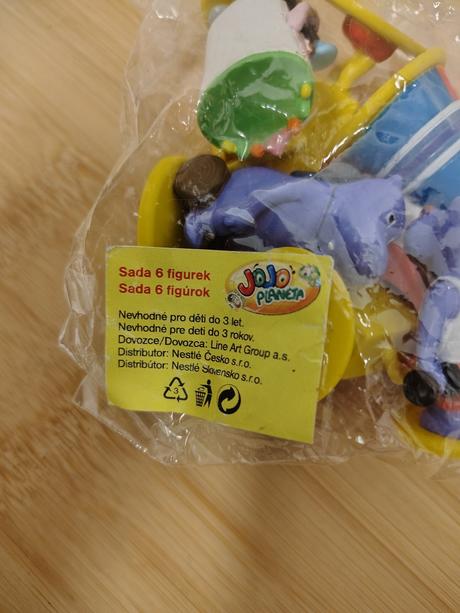 Sada 6 figurek
Sada 6 figúrok
JOJO
PLANETA
Nevhodné pro děti do 3 let.
Nevhodné pre deti do 3 rokov.
Dovozce/Dovozca: Line Art Group a.s.
Distributor: Nestlé Česko s.r.o.
Distribútor: Nestlé Slovensko s.r.o.
3